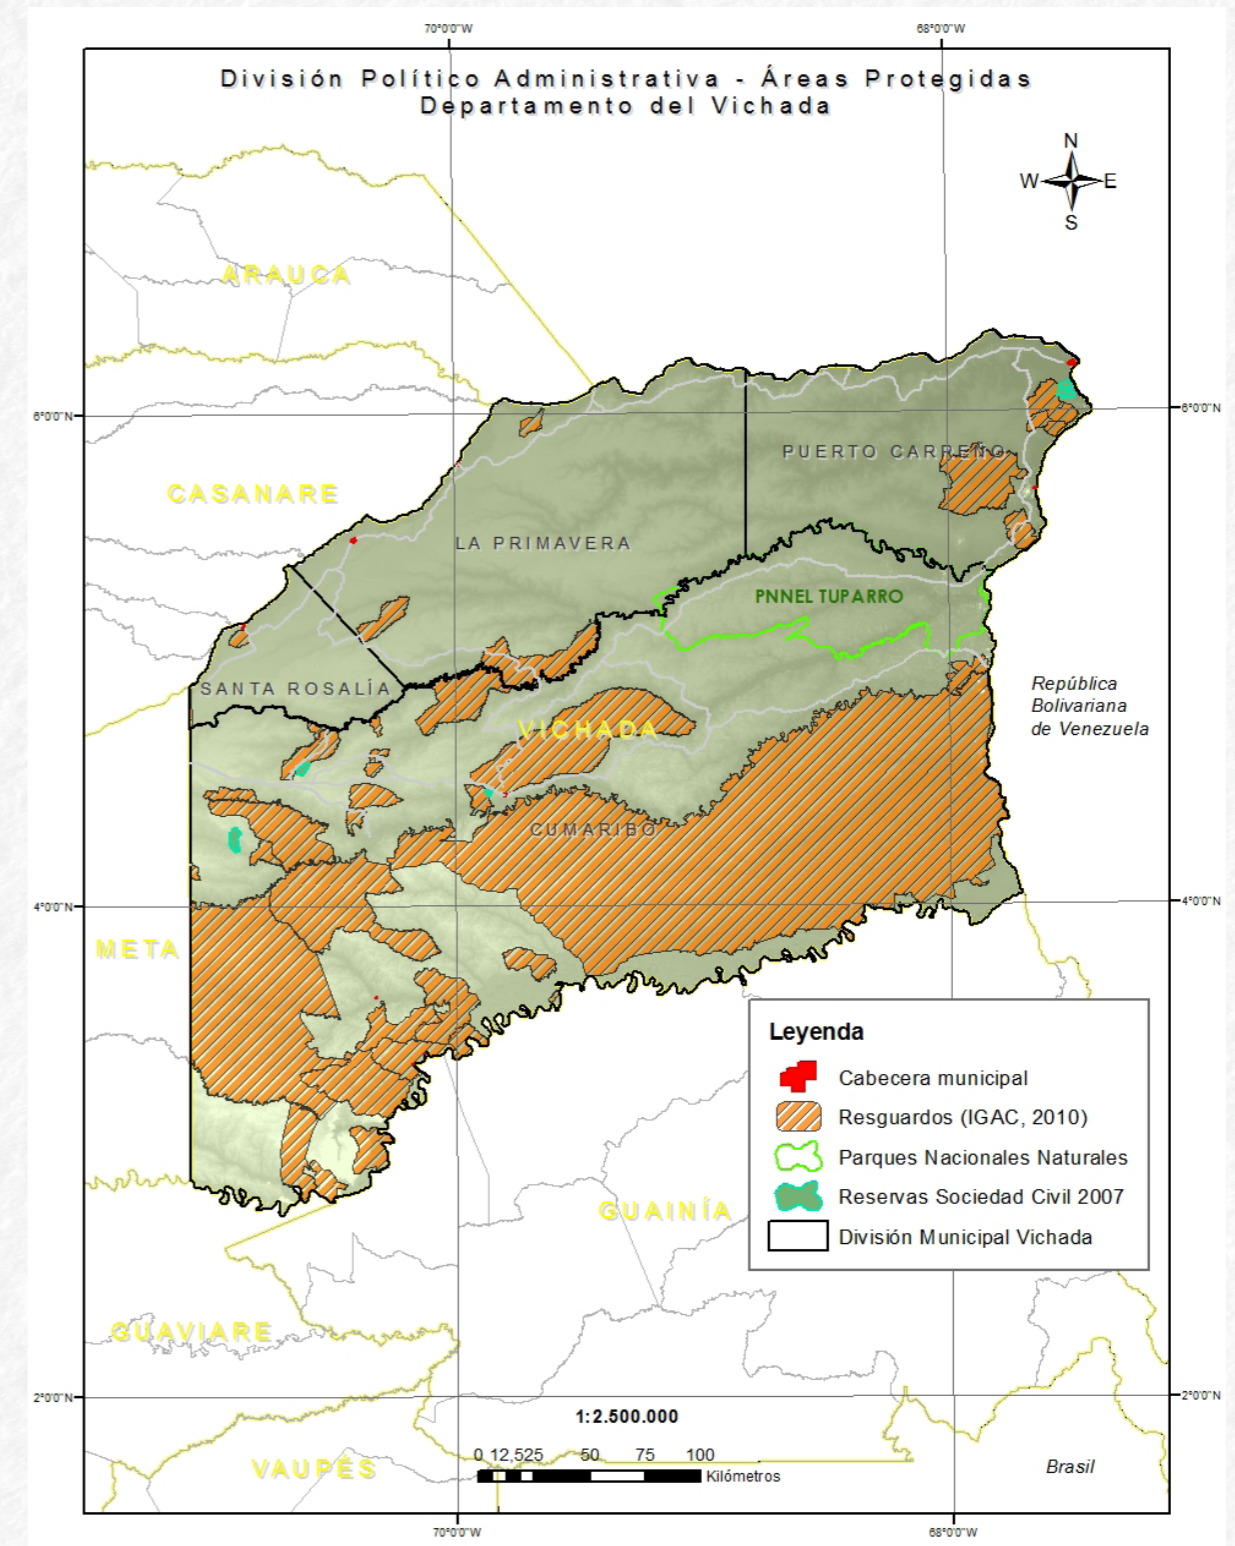 70°0'0"W
68°0'0"W
División Político Administrativa - Áreas Protegidas
Departamento del Vichada
N
W
E
S
ARAUCA
6°0'0"N
6°0'0"N
PUERTO CARREÑO
CASANARE
LA PRIMAVERA
PNNEL TUPARRO
SANTA ROSALÍA
República
Bolivariana
de Venezuela
VICHADA
CUMARIBO
4°0'0"N
4°0'0"N
META
Leyenda
Cabecera municipal
Resguardos (IGAC, 2010)
Parques Nacionales Naturales
Reservas Sociedad Civil 2007
División Municipal Vichada
GUAINÍA
GUAVIARE
2°0'0"N
2°0'0"N
1:2.500.000
0 12,525 50 75 100
Kilómetros
VAUPÉS
Brasil
70°0'0"W
68°0'0"W